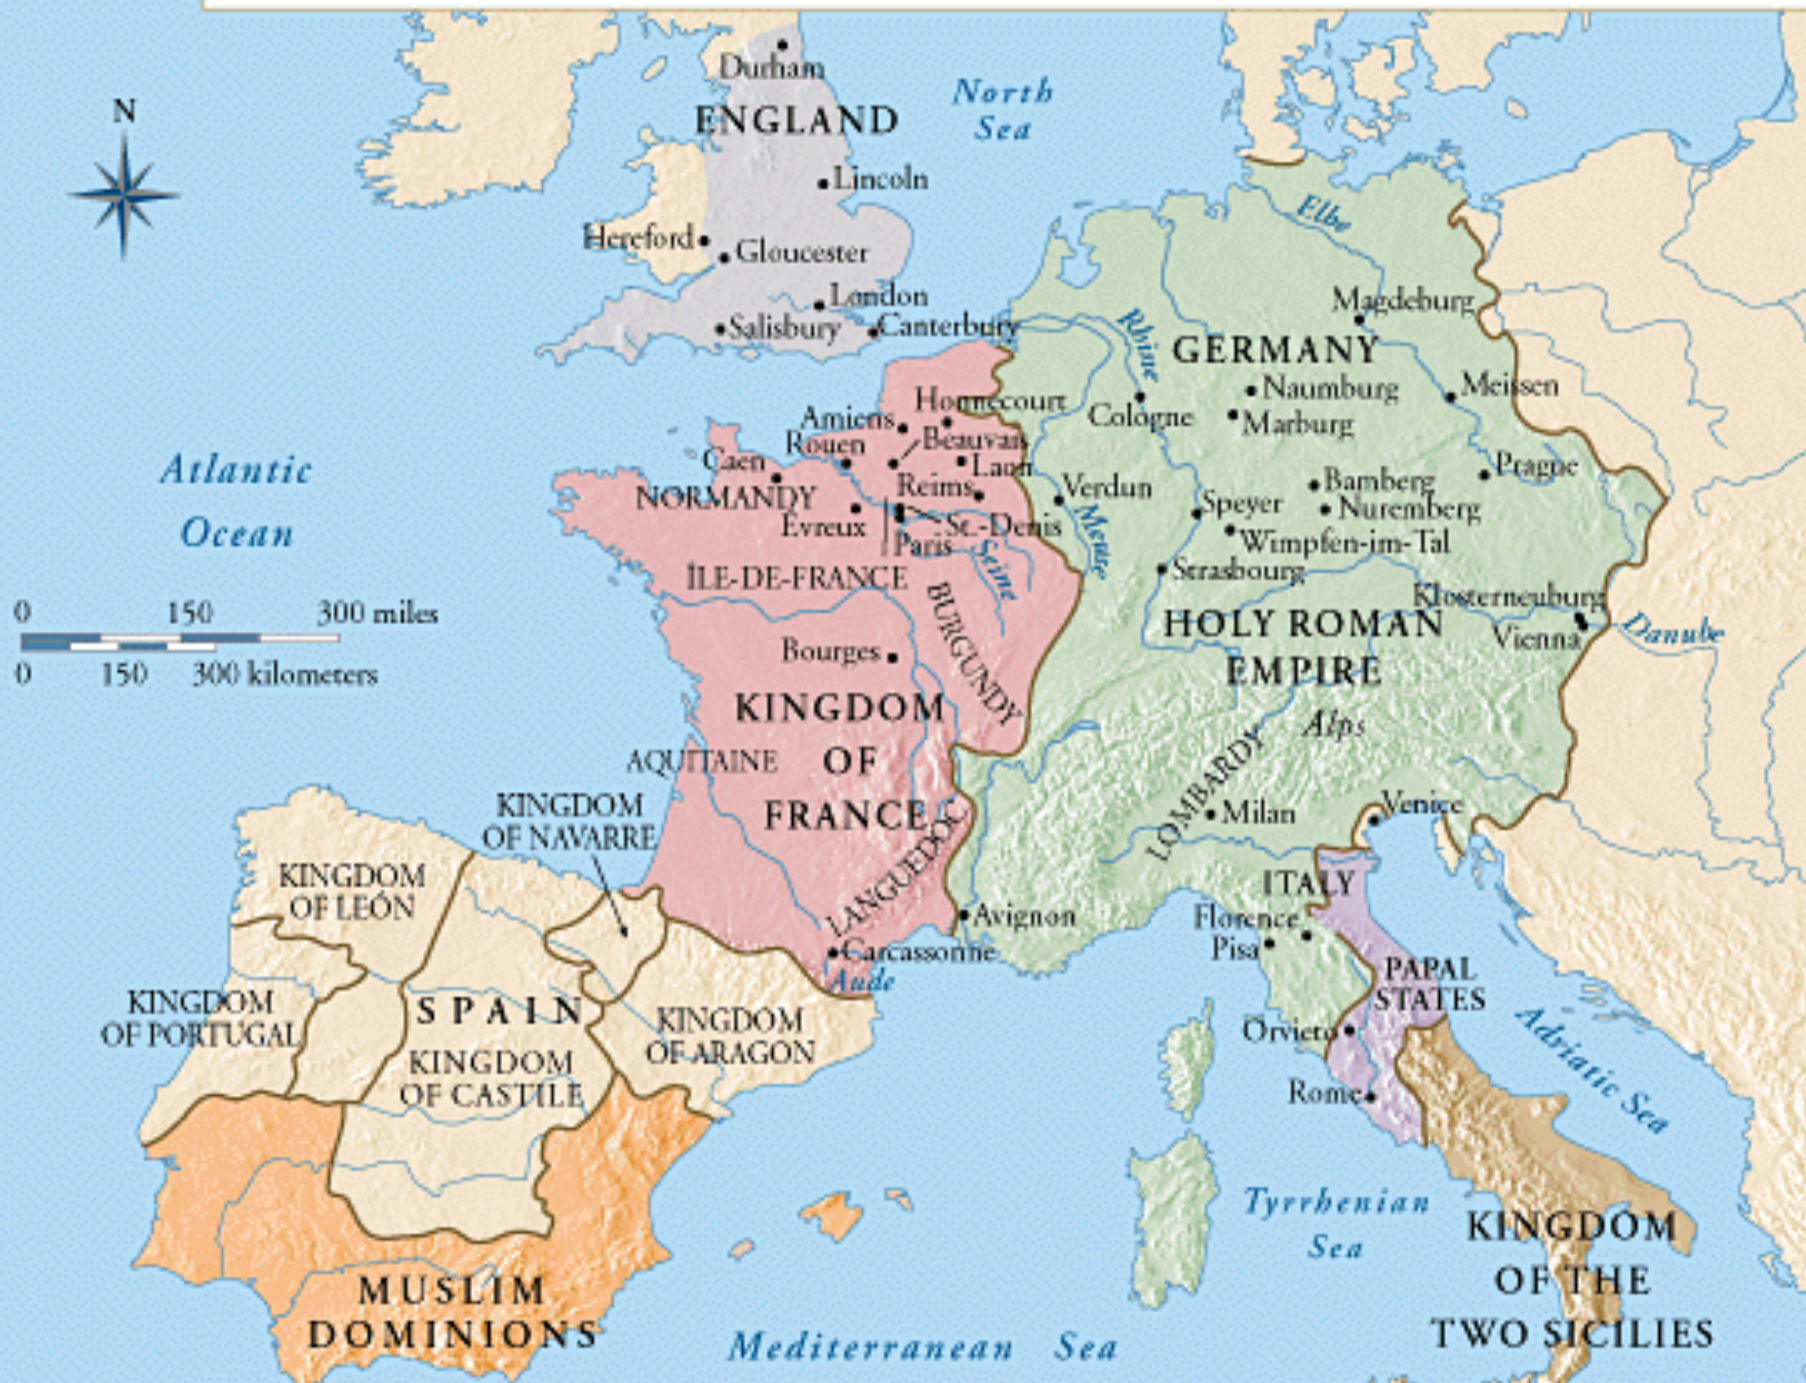 Durham
ENGLAND
North
Sea
N
Lincoln
Hereford
Gloucester
London
Salisbury
Canterbury
Elbe
Magdeburg
Rhine
GERMANY
Naumburg
Meissen
Cologne
Marburg
Honnecourt
Amiens
Rouen
Beauvais
Caen
Laon
Reims
NORMANDY
Évreux
St.-Denis
Paris
Seine
Verdun
Meuse
Prague
Bamberg
Speyer
Nuremberg
Wimpfen-im-Tal
Strasbourg
Atlantic
Ocean
ÎLE-DE-FRANCE
BURGUNDY
Klosterneuburg
HOLY ROMAN
EMPIRE
Vienna
Danube
0 150 300 miles
0 150 300 kilometers
Bourges
KINGDOM
OF
FRANCE
AQUITAINE
Alps
LOMBARDY
Milan
Venice
KINGDOM
OF NAVARRE
LANGUEDOC
KINGDOM
OF LEÓN
ITALY
Avignon
Florence
Pisa
Carcassonne
Aude
PAPAL
STATES
KINGDOM
OF PORTUGAL
SPAIN
KINGDOM
OF CASTILE
KINGDOM
OF ARAGON
Orvieto
Rome
Adriatic Sea
Tyrrhenian
Sea
KINGDOM
OF THE
TWO SICILIES
MUSLIM
DOMINIONS
Mediterranean Sea